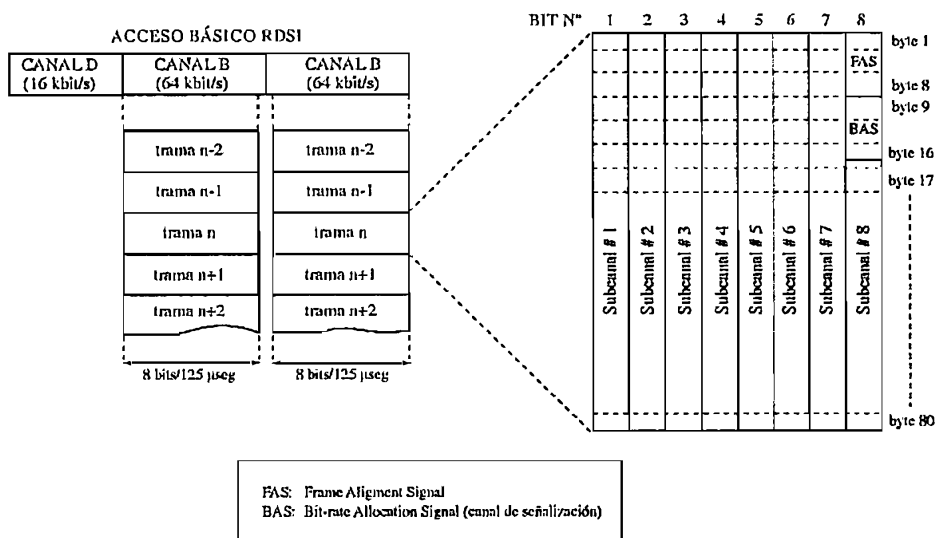 ACCESO BÁSICO RDSI
CANAL D
(16 kbit/s)
CANAL B
(64 kbit/s)
CANAL B
(64 kbit/s)
trama n-2
trama n-1
trama n
trama n+1
trama n+2
8 bits/125 µseg
trama n-2
trama n-1
trama n
trama n+1
trama n+2
8 bits/125 µseg
BIT Nº 1 2 3 4 5 6 7 8
FAS
BAS
byte 1
byte 8
byte 9
byte 16
byte 17
byte 80
Subcanal # 1
Subcanal # 2
Subcanal # 3
Subcanal # 4
Subcanal # 5
Subcanal # 6
Subcanal # 7
Subcanal # 8
FAS: Frame Aligment Signal
BAS: Bit-rate Allocation Signal (canal de señalización)